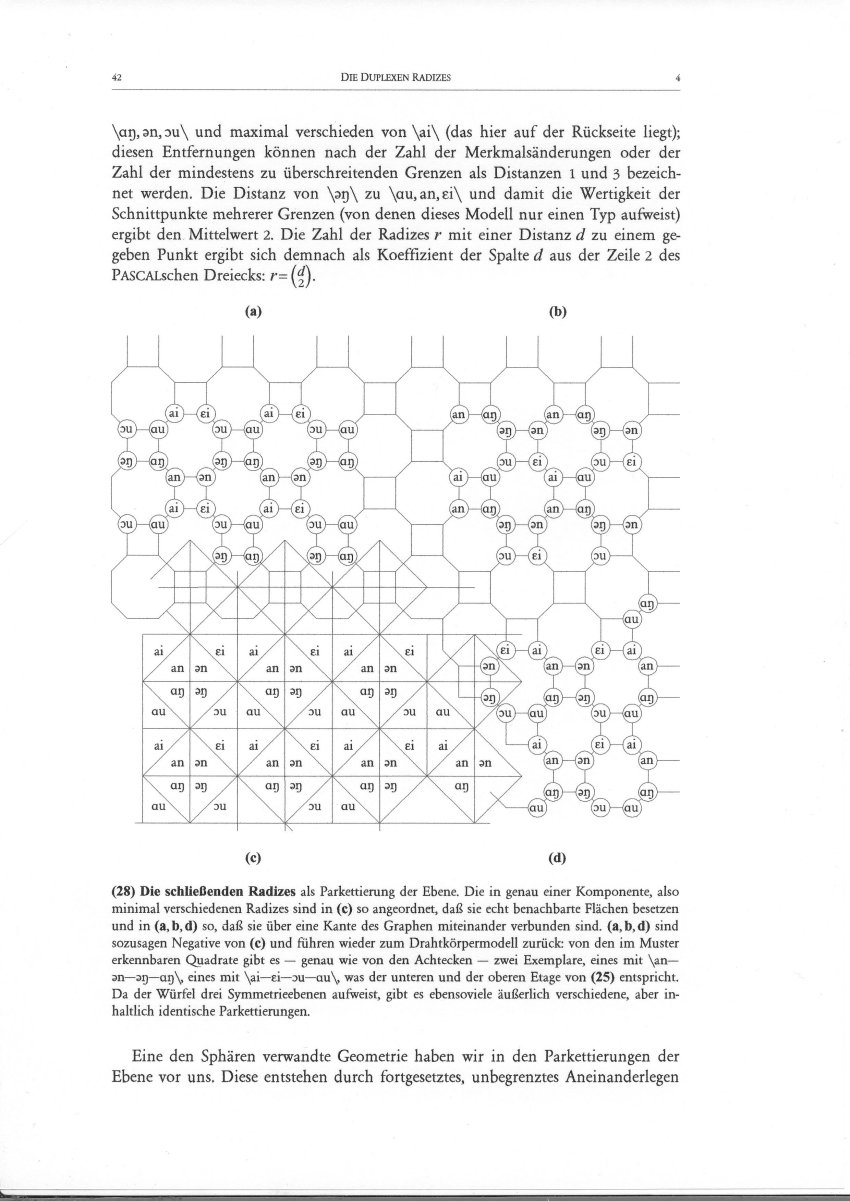 42 DIE DUPLEXEN RADIZES 4
\ɑŋ, ən, ɔu\ und maximal verschieden von \ai\ (das hier auf der Rückseite liegt);
diesen Entfernungen können nach der Zahl der Merkmalsänderungen oder der
Zahl der mindestens zu überschreitenden Grenzen als Distanzen 1 und 3 bezeich-
net werden. Die Distanz von \əŋ\ zu \ɑu, an, ɛi\ und damit die Wertigkeit der
Schnittpunkte mehrerer Grenzen (von denen dieses Modell nur einen Typ aufweist)
ergibt den Mittelwert 2. Die Zahl der Radizes r mit einer Distanz d zu einem ge-
geben Punkt ergibt sich demnach als Koeffizient der Spalte d aus der Zeile 2 des
PASCALschen Dreiecks: r=(d 2).
(a) (b)
ai ɛi ai ɛi
ɔu ɑu ɔu ɑu ɔu ɑu
əŋ ɑŋ əŋ ɑŋ əŋ ɑŋ
an ən an ən
ai ɛi ai ɛi
ɔu ɑu ɔu ɑu ɔu ɑu
əŋ ɑŋ əŋ ɑŋ
an ɑŋ an ɑŋ
əŋ ən əŋ ən
ɔu ɛi ɔu ɛi
ai ɑu ai ɑu
an ɑŋ an ɑŋ
əŋ ən əŋ ən
ɔu ɛi ɔu
ai ɛi ai ɛi ai ɛi
an ən an ən an ən
ɑŋ əŋ ɑŋ əŋ ɑŋ əŋ
ɑu ɔu ɑu ɔu ɑu ɔu ɑu
ai ɛi ai ɛi ai ɛi ai
an ən an ən an ən an ən
ɑŋ əŋ ɑŋ əŋ ɑŋ əŋ ɑŋ
ɑu ɔu ɔu ɑu
ɑŋ
ɑu
ɛi ai ɛi ai
ən an ən an
əŋ ɑŋ əŋ ɑŋ
ɔu ɑu ɔu ɑu
ai ɛi ai
an ən an
ɑŋ əŋ ɑŋ
ɑu ɔu ɑu
(c) (d)
(28) Die schließenden Radizes als Parkettierung der Ebene. Die in genau einer Komponente, also
minimal verschiedenen Radizes sind in (c) so angeordnet, daß sie echt benachbarte Flächen besetzen
und in (a, b, d) so, daß sie über eine Kante des Graphen miteinander verbunden sind. (a, b, d) sind
sozusagen Negative von (c) und führen wieder zum Drahtkörpermodell zurück: von den im Muster
erkennbaren Quadrate gibt es — genau wie von den Achtecken — zwei Exemplare, eines mit \an—
ən—əŋ—ɑŋ\, eines mit \ai—ɛi—ɔu—ɑu\, was der unteren und der oberen Etage von (25) entspricht.
Da der Würfel drei Symmetrieebenen aufweist, gibt es ebensoviele äußerlich verschiedene, aber in-
haltlich identische Parkettierungen.
Eine den Sphären verwandte Geometrie haben wir in den Parkettierungen der
Ebene vor uns. Diese entstehen durch fortgesetztes, unbegrenztes Aneinanderlegen